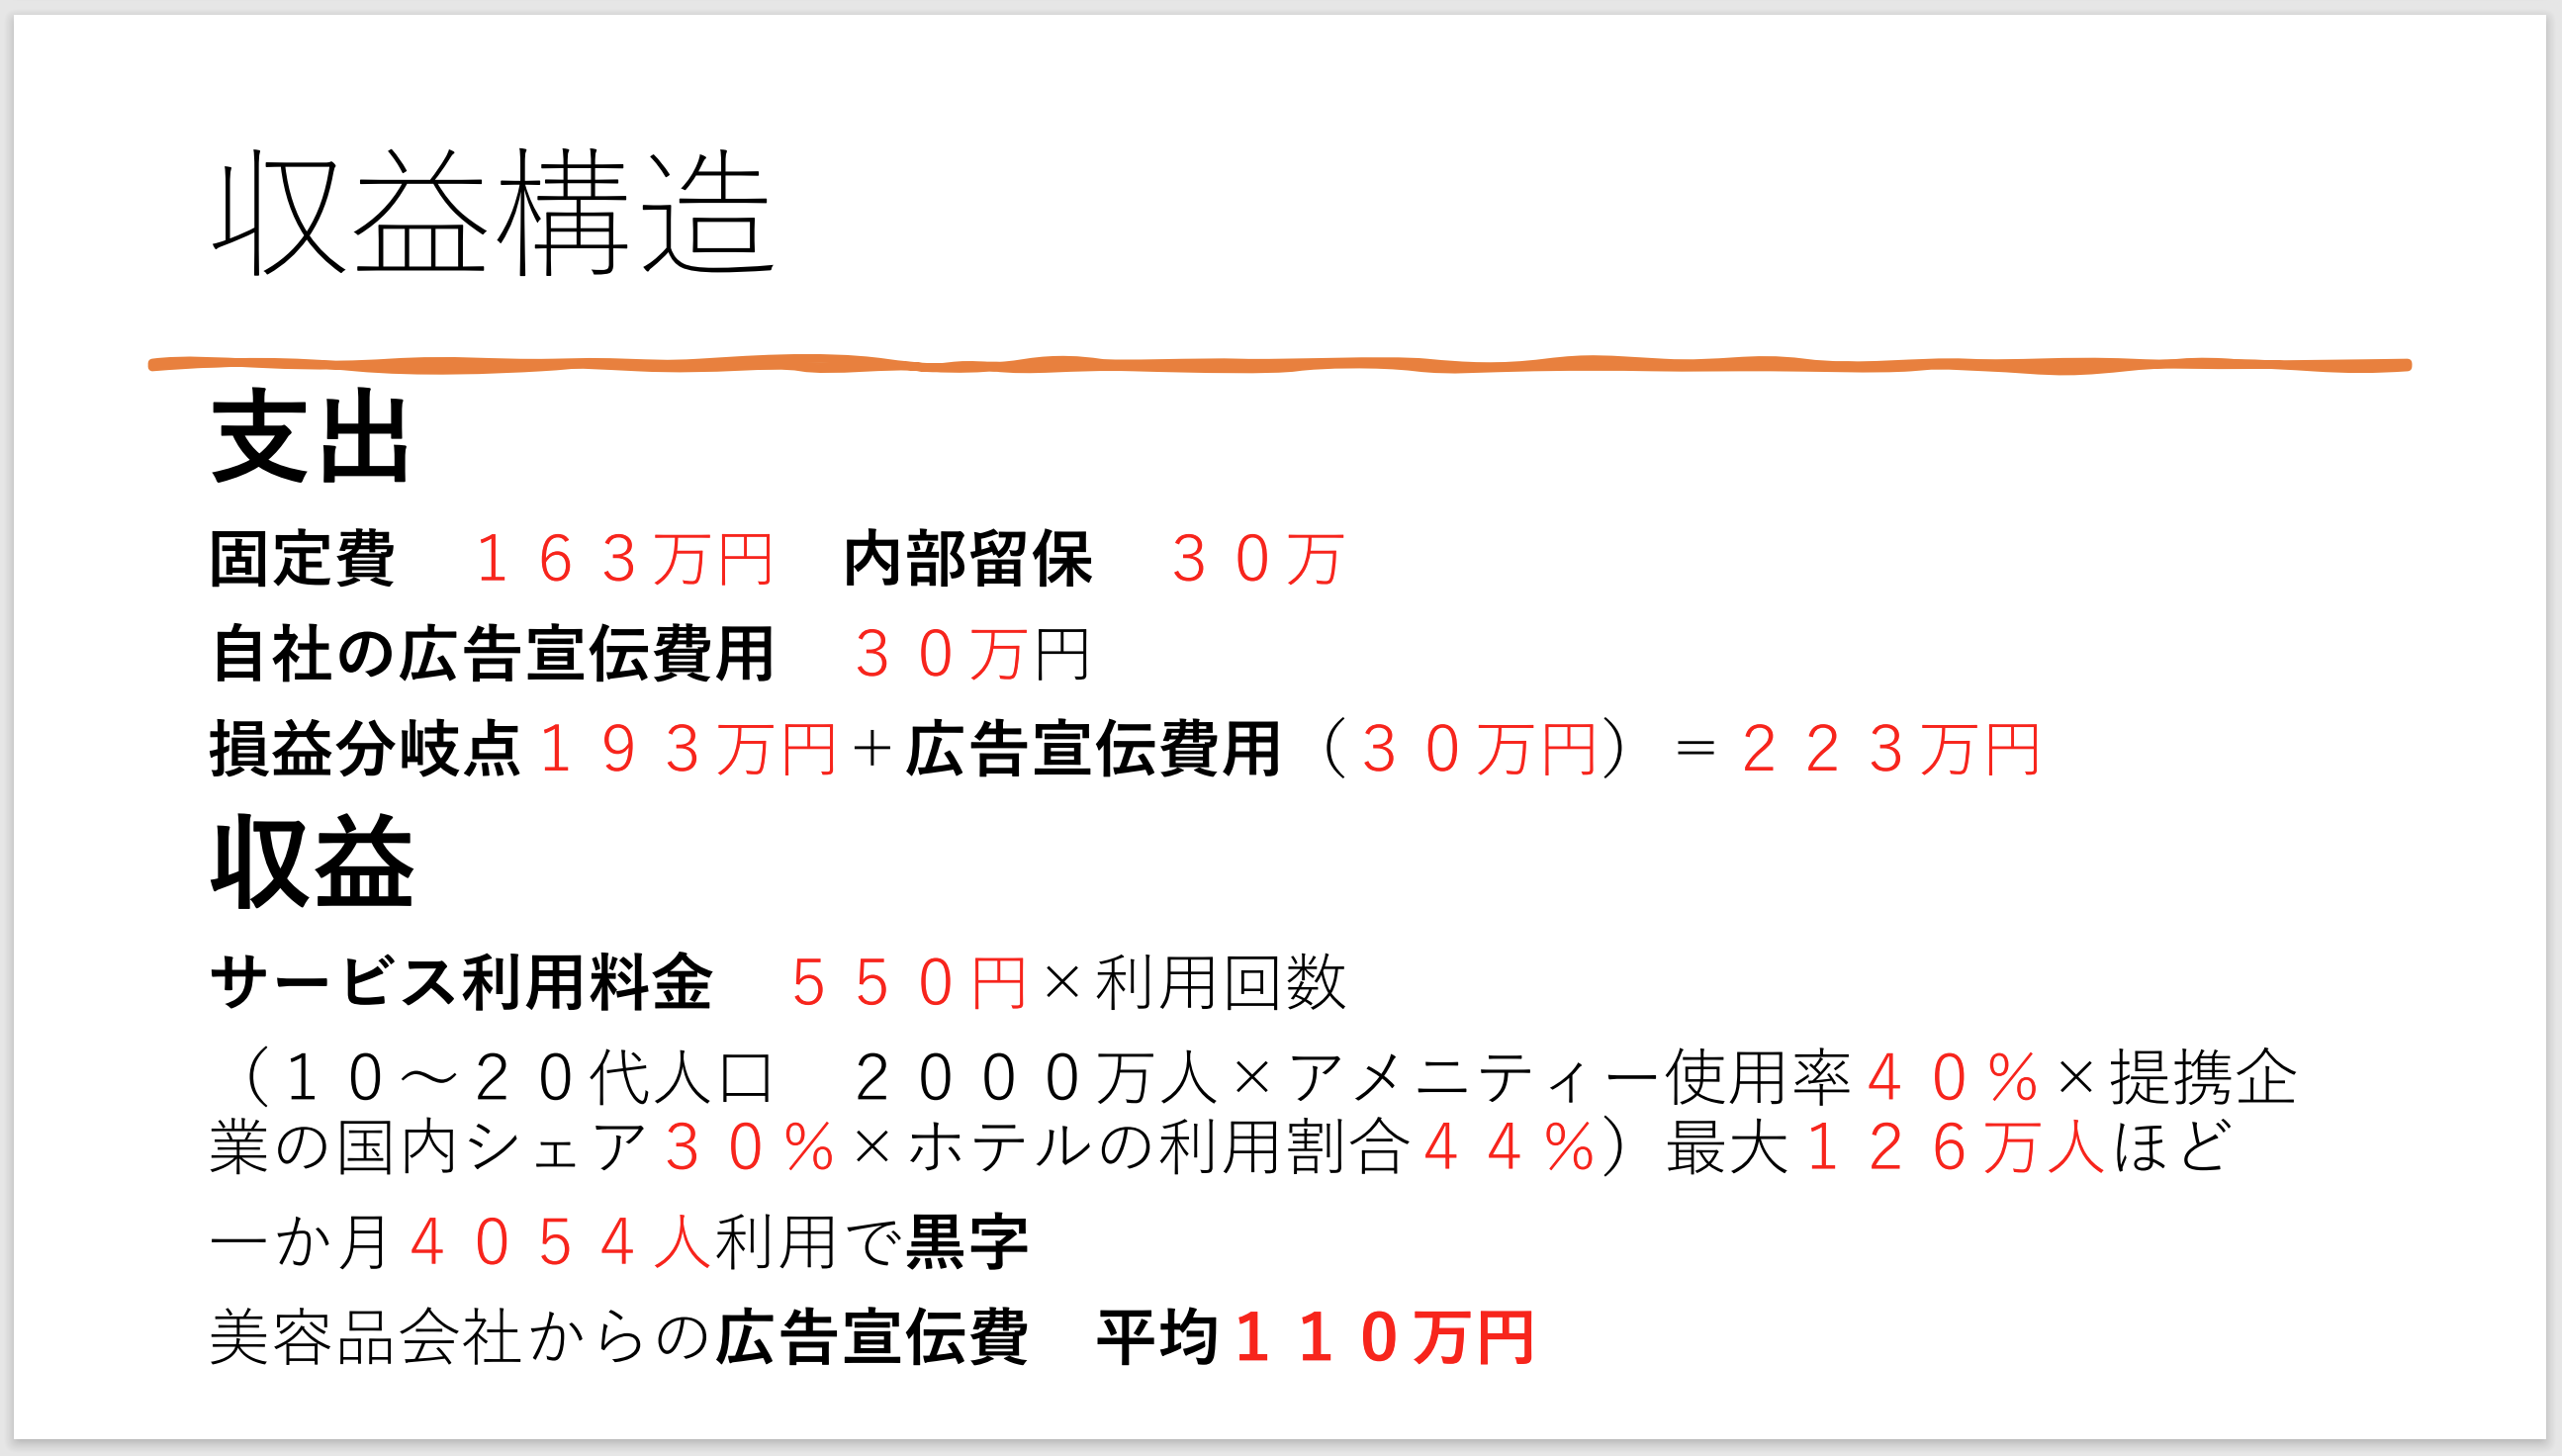 収益構造
支出
固定費　１６３万円　内部留保　３０万
自社の広告宣伝費用　３０万円
損益分岐点１９３万円＋広告宣伝費用（３０万円）＝２２３万円
収益
サービス利用料金　５５０円×利用回数
（１０～２０代人口　２０００万人×アメニティー使用率４０％×提携企
業の国内シェア３０％×ホテルの利用割合４４％）最大１２６万人ほど
一か月４０５４人利用で黒字
美容品会社からの広告宣伝費　平均１１０万円